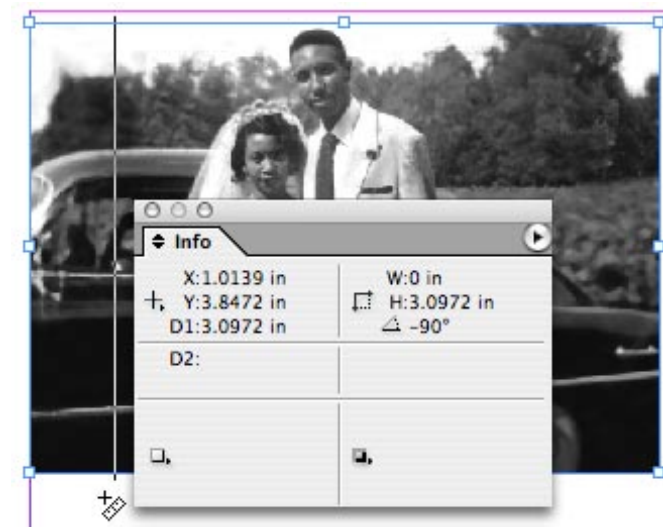 Info
X:1.0139 in
Y:3.8472 in
D1:3.0972 in
W:0 in
H:3.0972 in
-90°
D2: